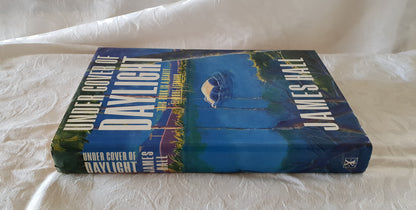 UNDER COVER OF
DAYLIGHT
JAMES HALL
UNDER COVER OF
DAYLIGHT
JAMES
HALL